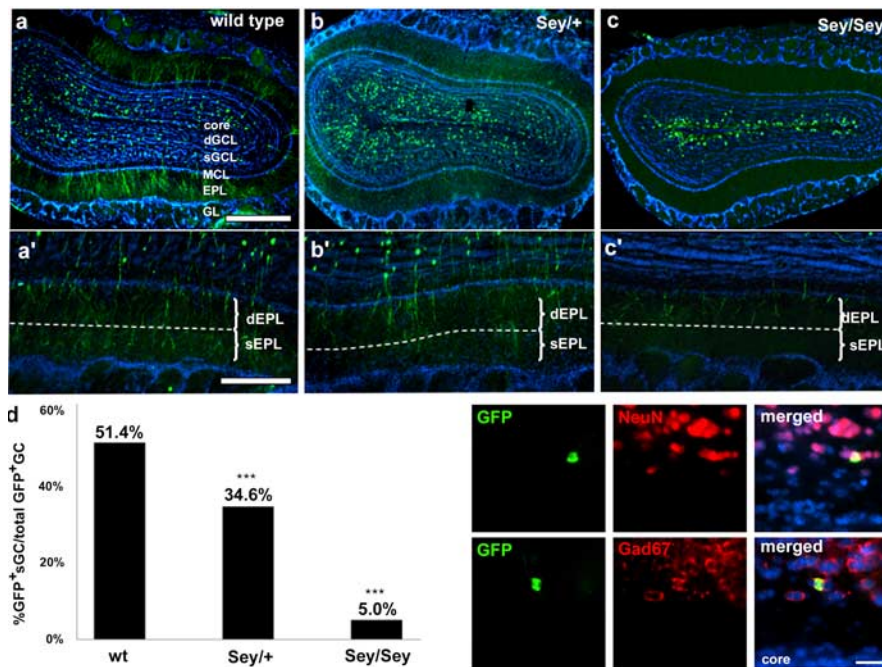 a
wild type
core
dGCL
sGCL
MCL
EPL
GL
b
Sey/+
c
Sey/Sey
a'
dEPL
sEPL
b'
dEPL
sEPL
c'
dEPL
sEPL
d
%GFP+sGC/total GFP+GC
60%
40%
20%
0%
51.4%
***
34.6%
***
5.0%
wt
Sey/+
Sey/Sey
GFP
NeuN
merged
GFP
Gad67
merged
core